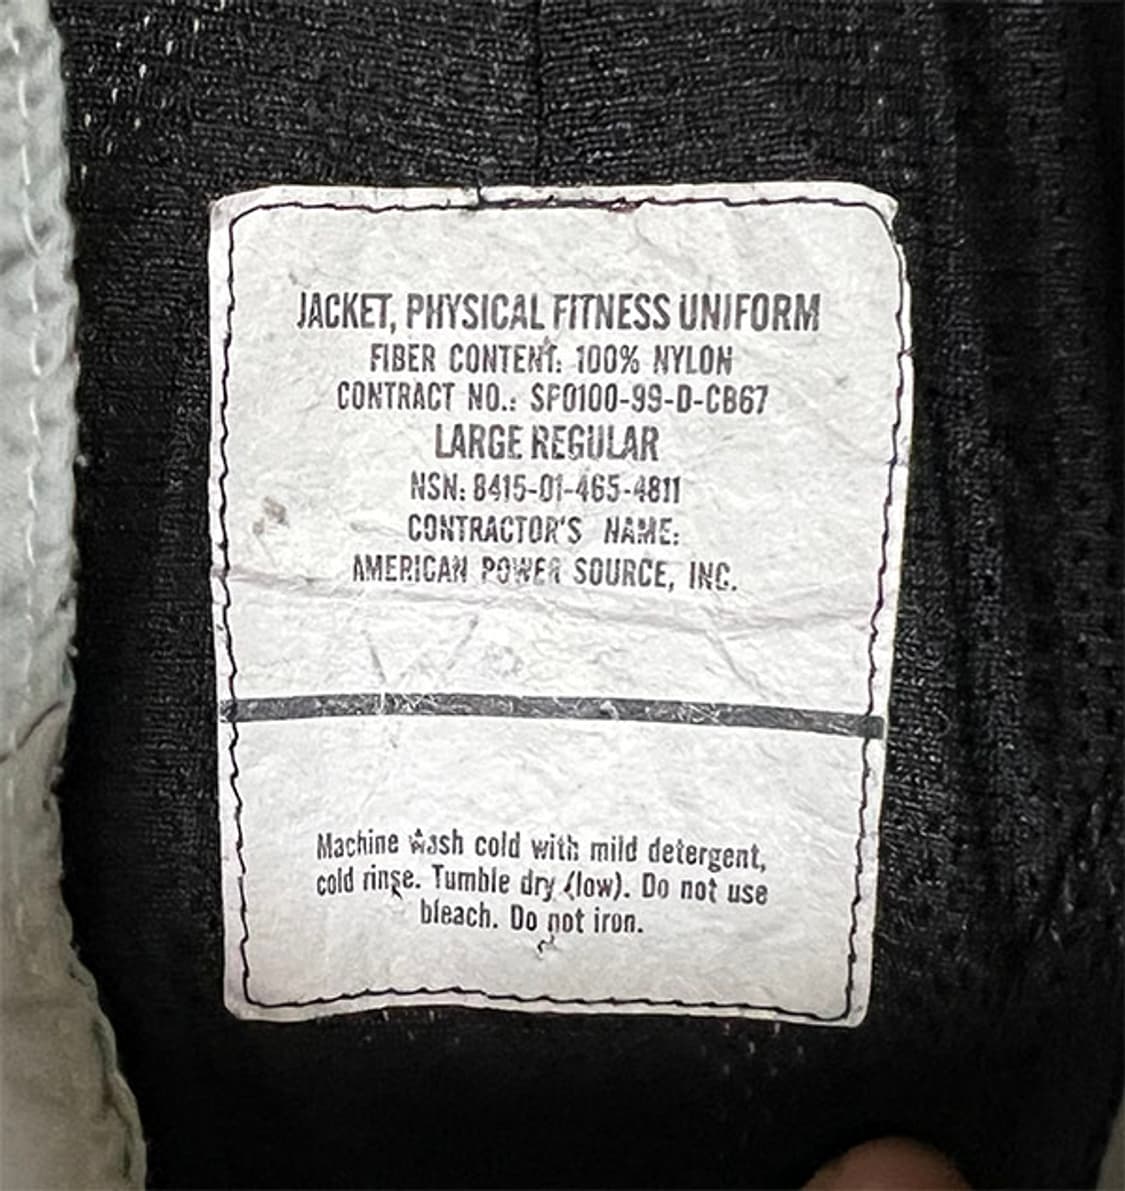 JACKET, PHYSICAL FITNESS UNIFORM
FIBER CONTENT: 100% NYLON
CONTRACT NO.: SP0100-99-D-CB67
LARGE REGULAR
NSN: 8415-01-465-4811
CONTRACTOR'S NAME:
AMERICAN POWER SOURCE, INC.
Machine wash cold with mild detergent,
cold rinse. Tumble dry (low). Do not use
bleach. Do not iron.